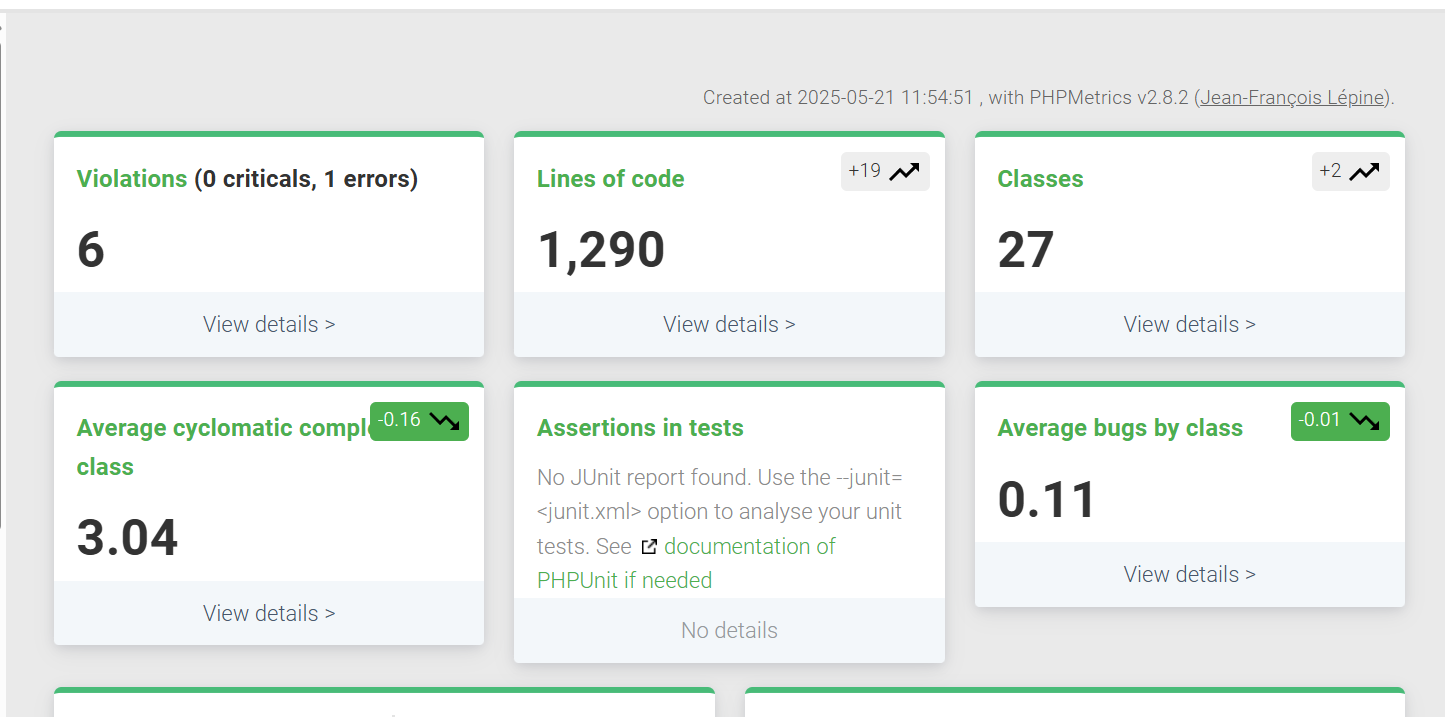 Created at 2025-05-21 11:54:51 , with PHPMetrics v2.8.2 (Jean-François Lépine).
Violations (0 criticals, 1 errors)
6
View details >
Lines of code
+19
1,290
View details >
Classes
+2
27
View details >
Average cyclomatic
-0.16
class
3.04
View details >
Assertions in tests
No JUnit report found. Use the --junit=
<junit.xml> option to analyse your unit
tests. See documentation of
PHPUnit if needed
No details
Average bugs by class
-0.01
0.11
View details >